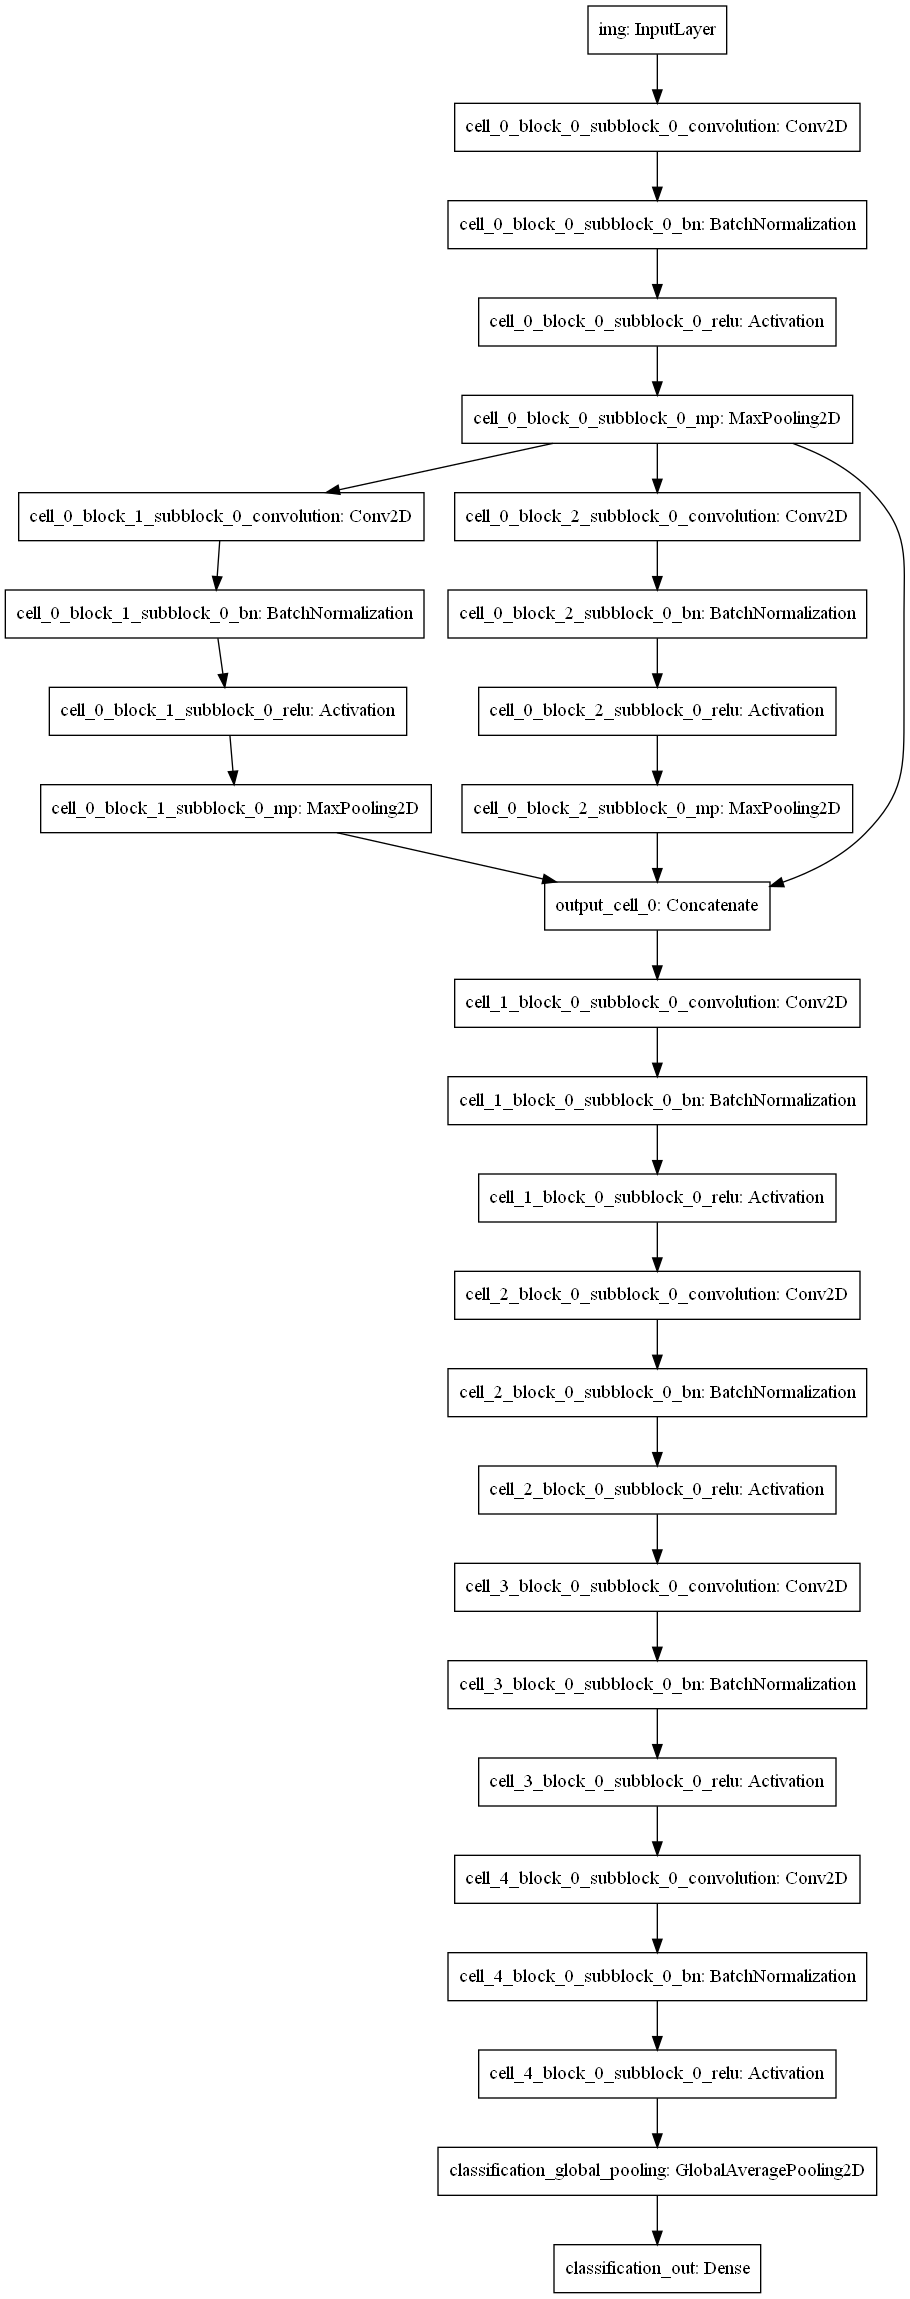 img: InputLayer
cell_0_block_0_subblock_0_convolution: Conv2D
cell_0_block_0_subblock_0_bn: BatchNormalization
cell_0_block_0_subblock_0_relu: Activation
cell_0_block_0_subblock_0_mp: MaxPooling2D
cell_0_block_1_subblock_0_convolution: Conv2D
cell_0_block_2_subblock_0_convolution: Conv2D
cell_0_block_1_subblock_0_bn: BatchNormalization
cell_0_block_2_subblock_0_bn: BatchNormalization
cell_0_block_1_subblock_0_relu: Activation
cell_0_block_2_subblock_0_relu: Activation
cell_0_block_1_subblock_0_mp: MaxPooling2D
cell_0_block_2_subblock_0_mp: MaxPooling2D
output_cell_0: Concatenate
cell_1_block_0_subblock_0_convolution: Conv2D
cell_1_block_0_subblock_0_bn: BatchNormalization
cell_1_block_0_subblock_0_relu: Activation
cell_2_block_0_subblock_0_convolution: Conv2D
cell_2_block_0_subblock_0_bn: BatchNormalization
cell_2_block_0_subblock_0_relu: Activation
cell_3_block_0_subblock_0_convolution: Conv2D
cell_3_block_0_subblock_0_bn: BatchNormalization
cell_3_block_0_subblock_0_relu: Activation
cell_4_block_0_subblock_0_convolution: Conv2D
cell_4_block_0_subblock_0_bn: BatchNormalization
cell_4_block_0_subblock_0_relu: Activation
classification_global_pooling: GlobalAveragePooling2D
classification_out: Dense